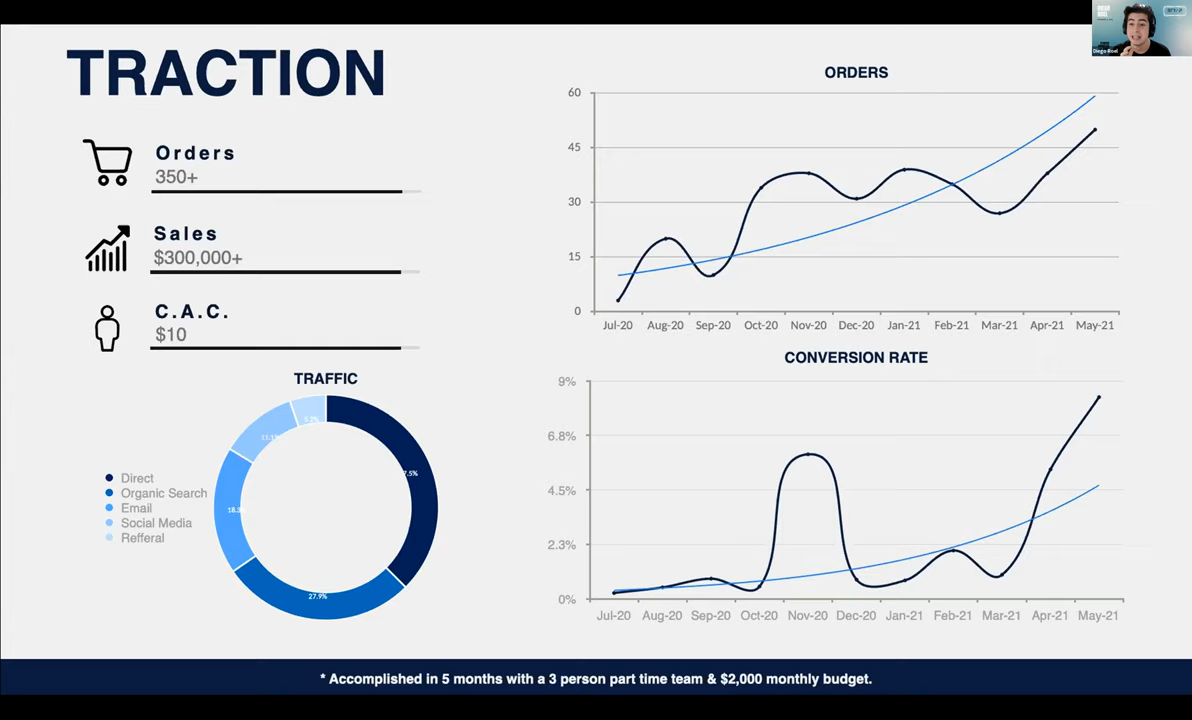 TRACTION
Orders
350+
Sales
$300,000+
C.A.C.
$10
TRAFFIC
Direct
Organic Search
Email
Social Media
Refferal
7.5%
27.9%
ORDERS
60
45
30
15
0
Jul-20 Aug-20 Sep-20 Oct-20 Nov-20 Dec-20 Jan-21 Feb-21 Mar-21 Apr-21 May-21
CONVERSION RATE
9%
6.8%
4.5%
2.3%
0%
Jul-20 Aug-20 Sep-20 Oct-20 Nov-20 Dec-20 Jan-21 Feb-21 Mar-21 Apr-21 May-21
* Accomplished in 5 months with a 3 person part time team & $2,000 monthly budget.
Diego Roel